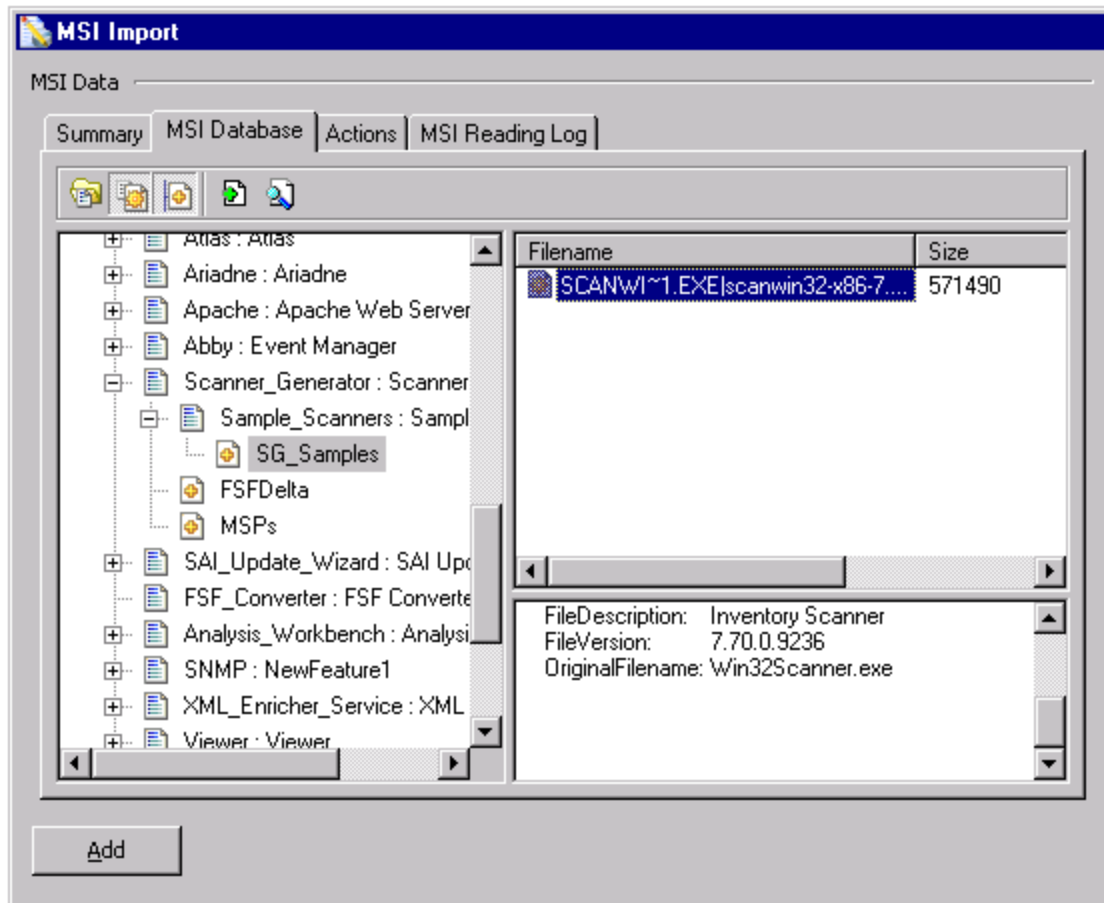 MSI Import
MSI Data
Summary MSI Database Actions MSI Reading Log
Atlas : Atlas
Ariadne : Ariadne
Apache : Apache Web Server
Abby : Event Manager
Scanner_Generator : Scanner
Sample_Scanners : Sampl
SG_Samples
FSFDelta
MSPs
SAI_Update_Wizard : SAI Upd
FSF_Converter : FSF Converte
Analysis_Workbench : Analysi
SNMP : NewFeature1
XML_Enricher_Service : XML
Viewer : Viewer
Filename Size
SCANWI~1.EXE|scanwin32-x86-7.... 571490
FileDescription: Inventory Scanner
FileVersion: 7.70.0.9236
OriginalFilename: Win32Scanner.exe
Add